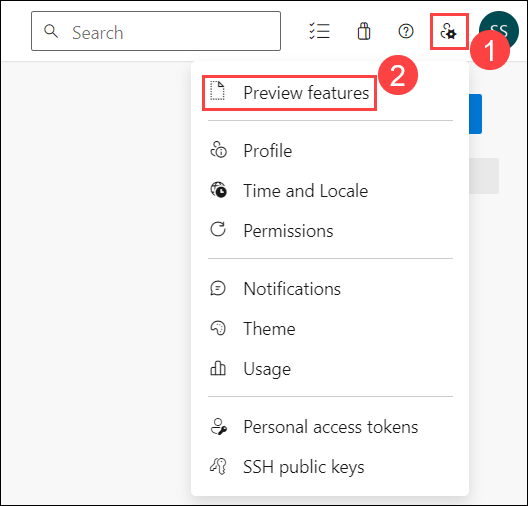 Search
SS
1
2
Preview features
Profile
Time and Locale
Permissions
Notifications
Theme
Usage
Personal access tokens
SSH public keys